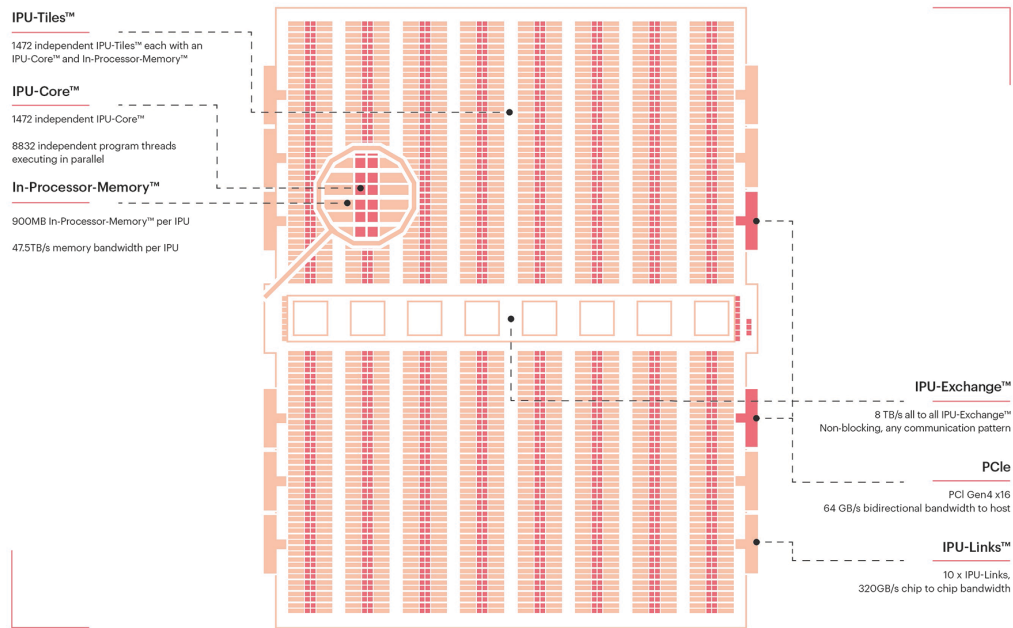 IPU-Tiles™
1472 independent IPU-Tiles™ each with an
IPU-Core™ and In-Processor-Memory™
IPU-Core™
1472 independent IPU-Core™
8832 independent program threads
executing in parallel
In-Processor-Memory™
900MB In-Processor-Memory™ per IPU
47.5TB/s memory bandwidth per IPU
IPU-Exchange™
8 TB/s all to all IPU-Exchange™
Non-blocking, any communication pattern
PCIe
PCI Gen4 x16
64 GB/s bidirectional bandwidth to host
IPU-Links™
10 x IPU-Links,
320GB/s chip to chip bandwidth